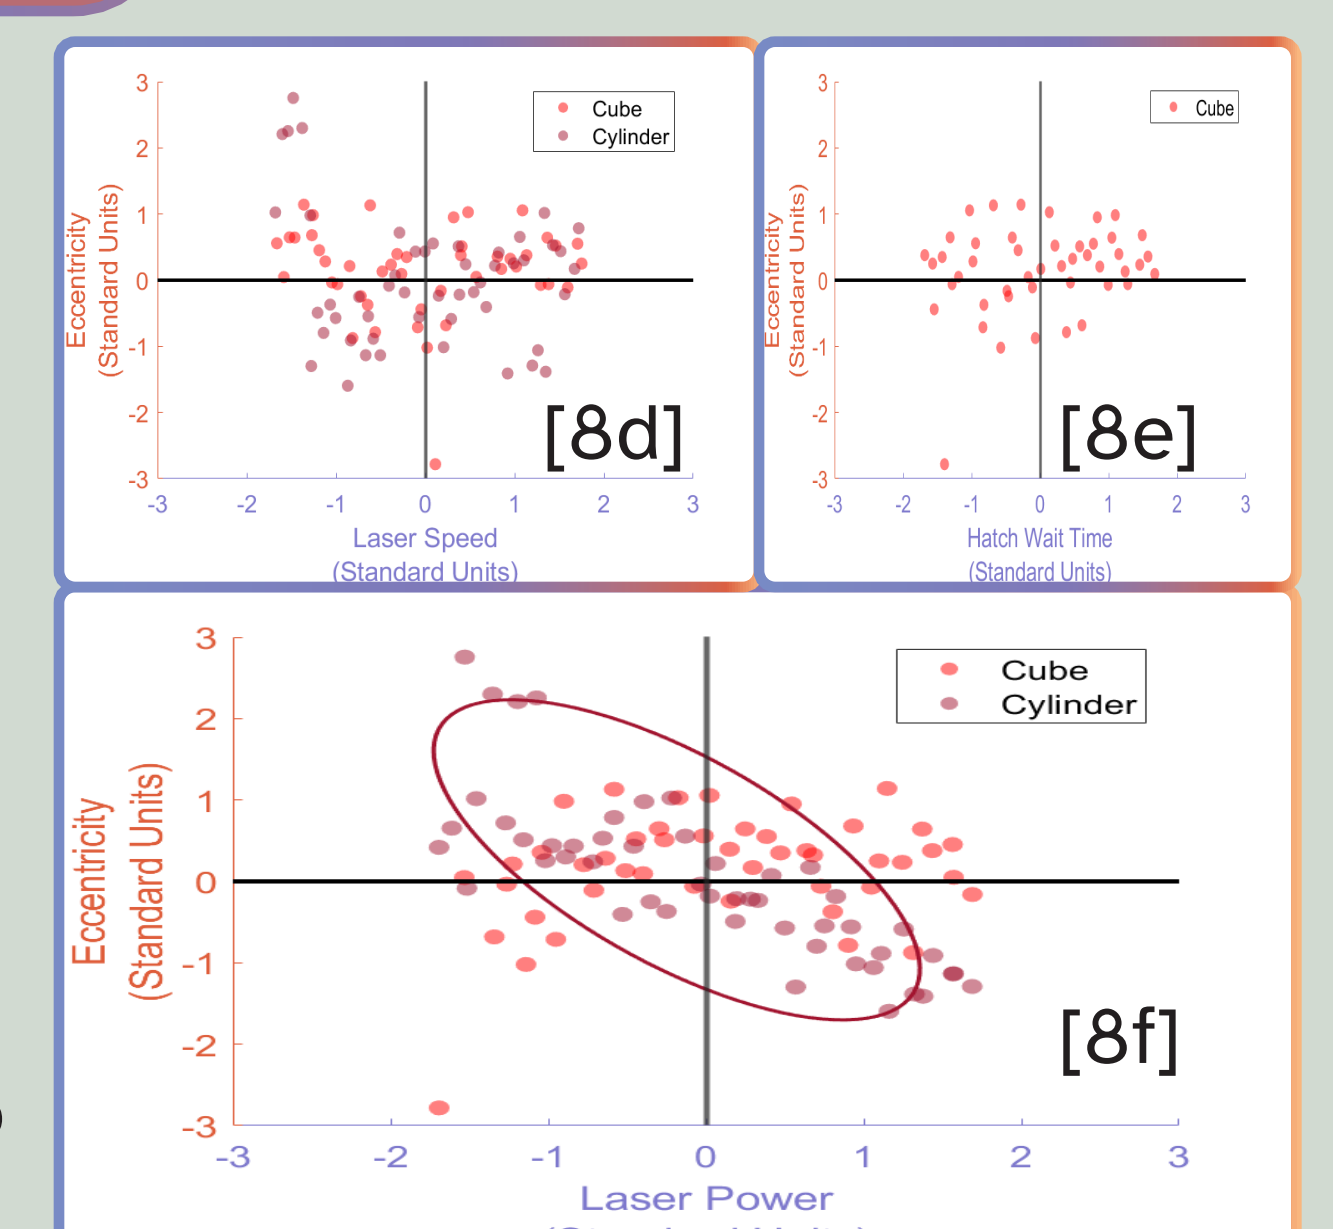 3
2
1
0
-1
-2
-3
Eccentricity
(Standard Units)
Cube
Cylinder
[8d]
-3 -2 -1 0 1 2 3
Laser Speed
(Standard Units)
3
2
1
0
-1
-2
-3
Eccentricity
(Standard Units)
Cube
[8e]
-3 -2 -1 0 1 2 3
Hatch Wait Time
(Standard Units)
3
2
1
0
-1
-2
-3
Eccentricity
(Standard Units)
Cube
Cylinder
[8f]
-3 -2 -1 0 1 2 3
Laser Power